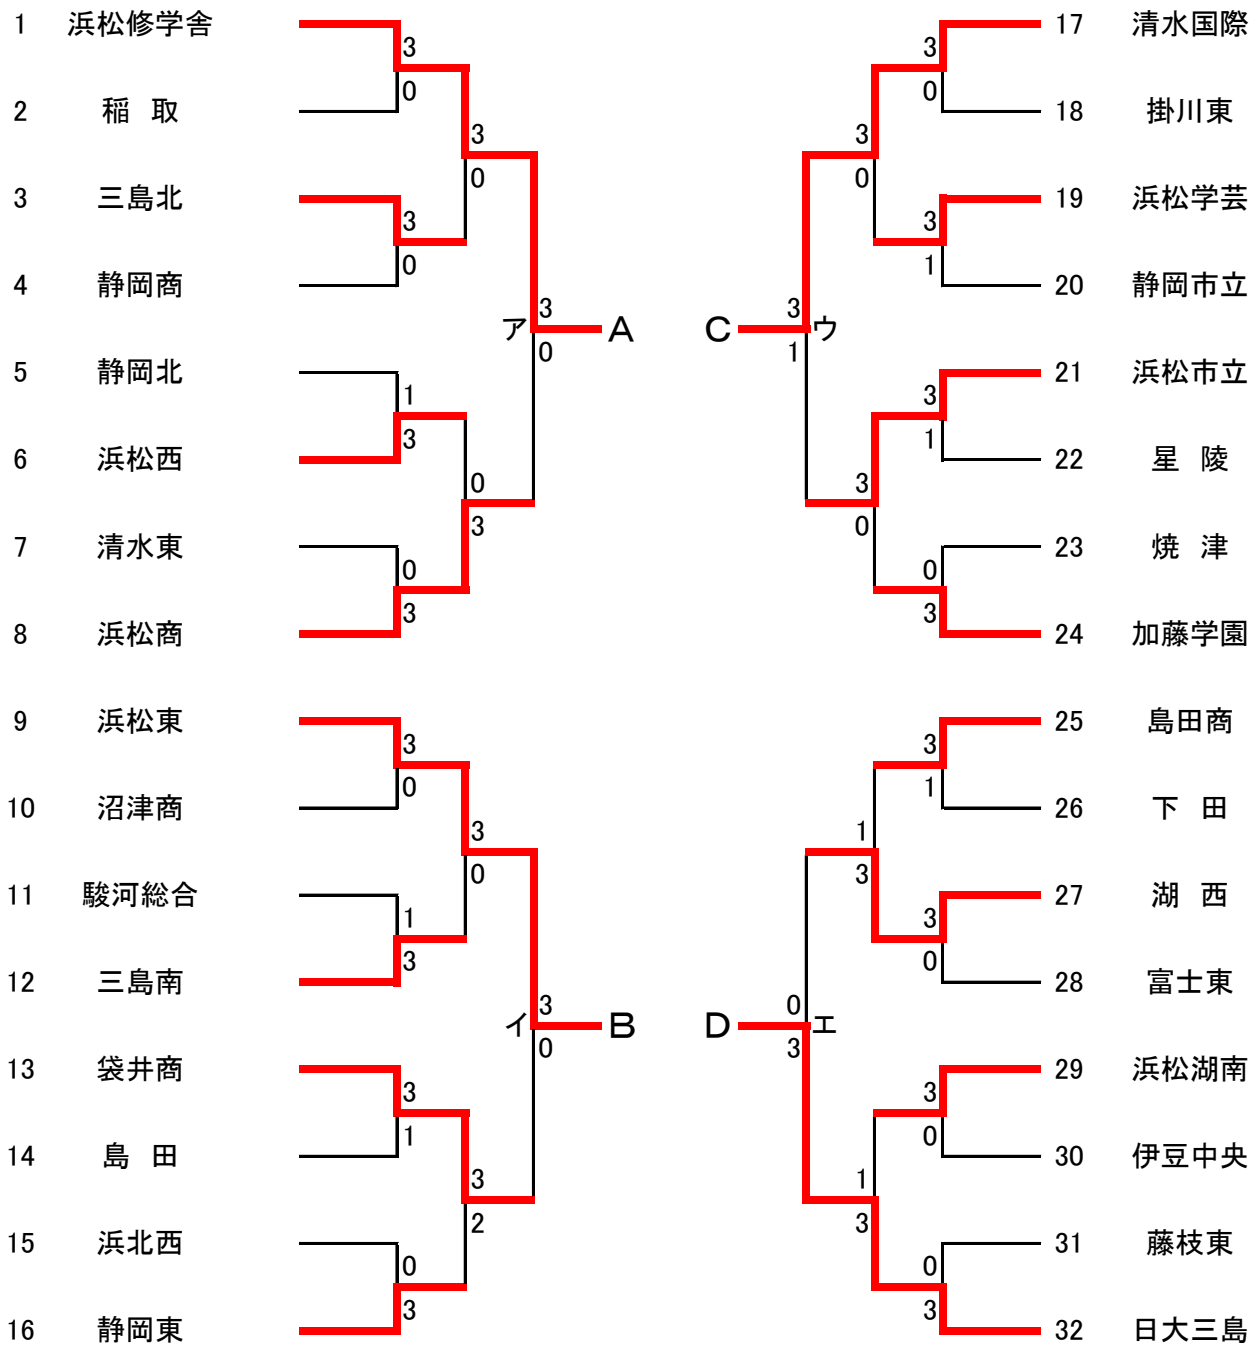 1 浜松修学舎
3
0
2 稲 取
3
0
3 三島北
3
0
4 静岡商
ア 3 A
0
5 静岡北
1
3
6 浜松西
0
3
7 清水東
0
3
8 浜松商
9 浜松東
3
0
10 沼津商
3
0
11 駿河総合
1
3
12 三島南
イ 3 B
0
13 袋井商
3
1
14 島 田
3
2
15 浜北西
0
3
16 静岡東
17 清水国際
3
0
18 掛川東
3
0
19 浜松学芸
3
1
20 静岡市立
C 3 ウ
1
21 浜松市立
3
1
22 星 陵
3
0
23 焼 津
0
3
24 加藤学園
25 島田商
3
1
26 下 田
1
3
27 湖 西
3
0
28 富士東
D 0 エ
3
29 浜松湖南
3
0
30 伊豆中央
1
3
31 藤枝東
0
3
32 日大三島